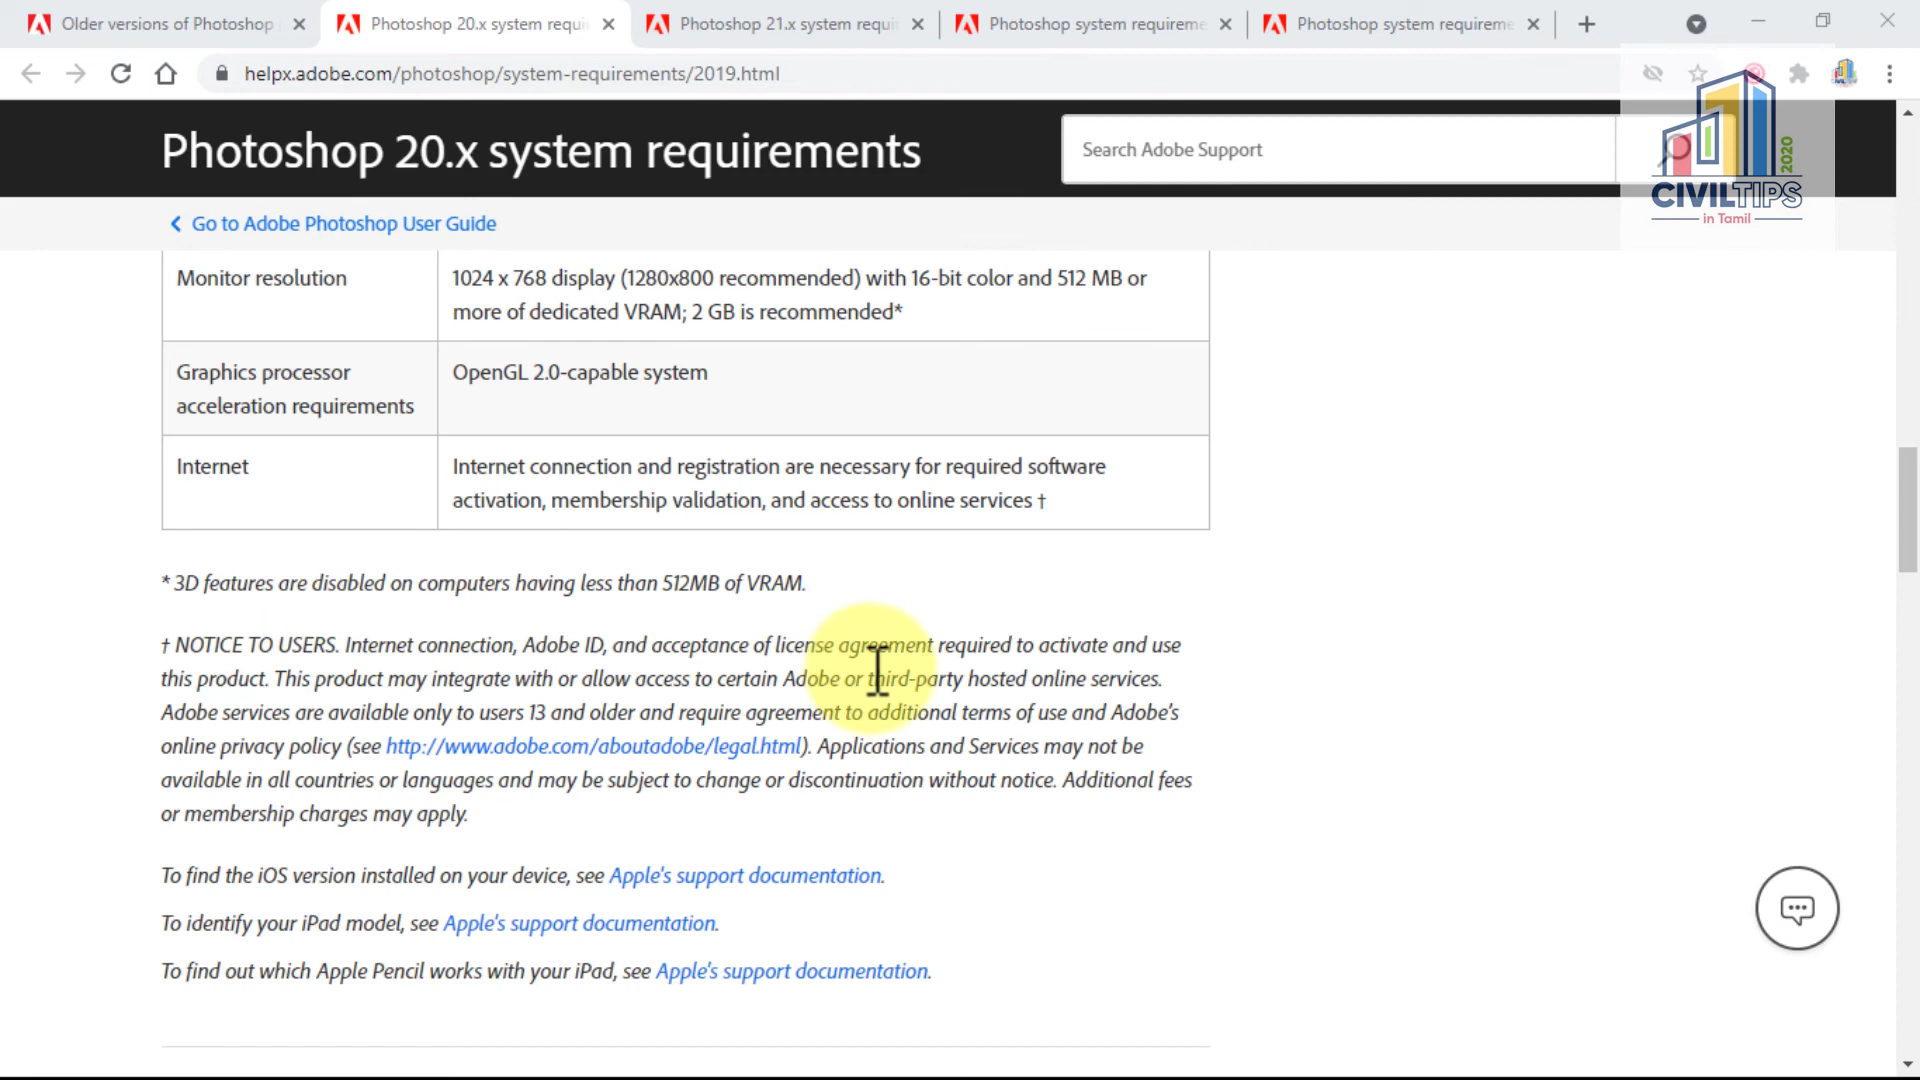 Older versions of Photoshop
Photoshop 20.x system requi
Photoshop 21.x system requi
Photoshop system requireme
Photoshop system requireme
helpx.adobe.com/photoshop/system-requirements/2019.html
Photoshop 20.x system requirements
Search Adobe Support
2020
CIVILTIPS
in Tamil
Go to Adobe Photoshop User Guide
Monitor resolution
1024 x 768 display (1280x800 recommended) with 16-bit color and 512 MB or
more of dedicated VRAM; 2 GB is recommended*
Graphics processor
acceleration requirements
OpenGL 2.0-capable system
Internet
Internet connection and registration are necessary for required software
activation, membership validation, and access to online services †
* 3D features are disabled on computers having less than 512MB of VRAM.
† NOTICE TO USERS. Internet connection, Adobe ID, and acceptance of license agreement required to activate and use
this product. This product may integrate with or allow access to certain Adobe or third-party hosted online services.
Adobe services are available only to users 13 and older and require agreement to additional terms of use and Adobe's
online privacy policy (see http://www.adobe.com/aboutadobe/legal.html). Applications and Services may not be
available in all countries or languages and may be subject to change or discontinuation without notice. Additional fees
or membership charges may apply.
To find the iOS version installed on your device, see Apple's support documentation.
To identify your iPad model, see Apple's support documentation.
To find out which Apple Pencil works with your iPad, see Apple's support documentation.